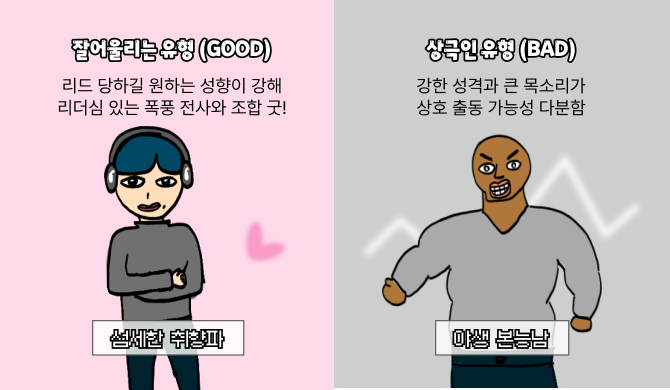 잘어울리는 유형 (GOOD)
리드 당하길 원하는 성향이 강해
리더심 있는 폭풍 전사와 조합 굿!
섬세한 취향파
상극인 유형 (BAD)
강한 성격과 큰 목소리가
상호 출동 가능성 다분함
야생 본능남